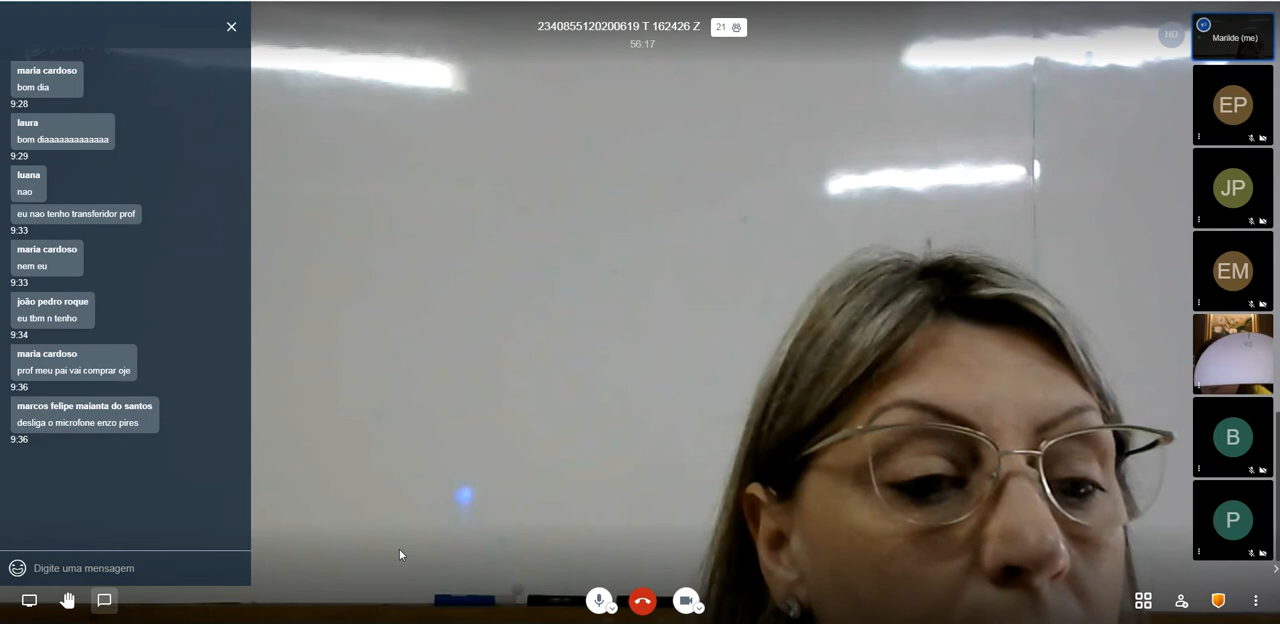 2340855120200619 T 162426 Z
21
56:17
HD
maria cardoso
bom dia
9:28
laura
bom diaaaaaaaaaaaaa
9:29
luana
nao
eu nao tenho transferidor prof
9:33
maria cardoso
nem eu
9:33
joão pedro roque
eu tbm n tenho
9:34
maria cardoso
prof meu pai vai comprar oje
9:36
marcos felipe maianta do santos
desliga o microfone enzo pires
9:36
Digite uma mensagem
Marilde (me)
EP
JP
EM
90
B
P